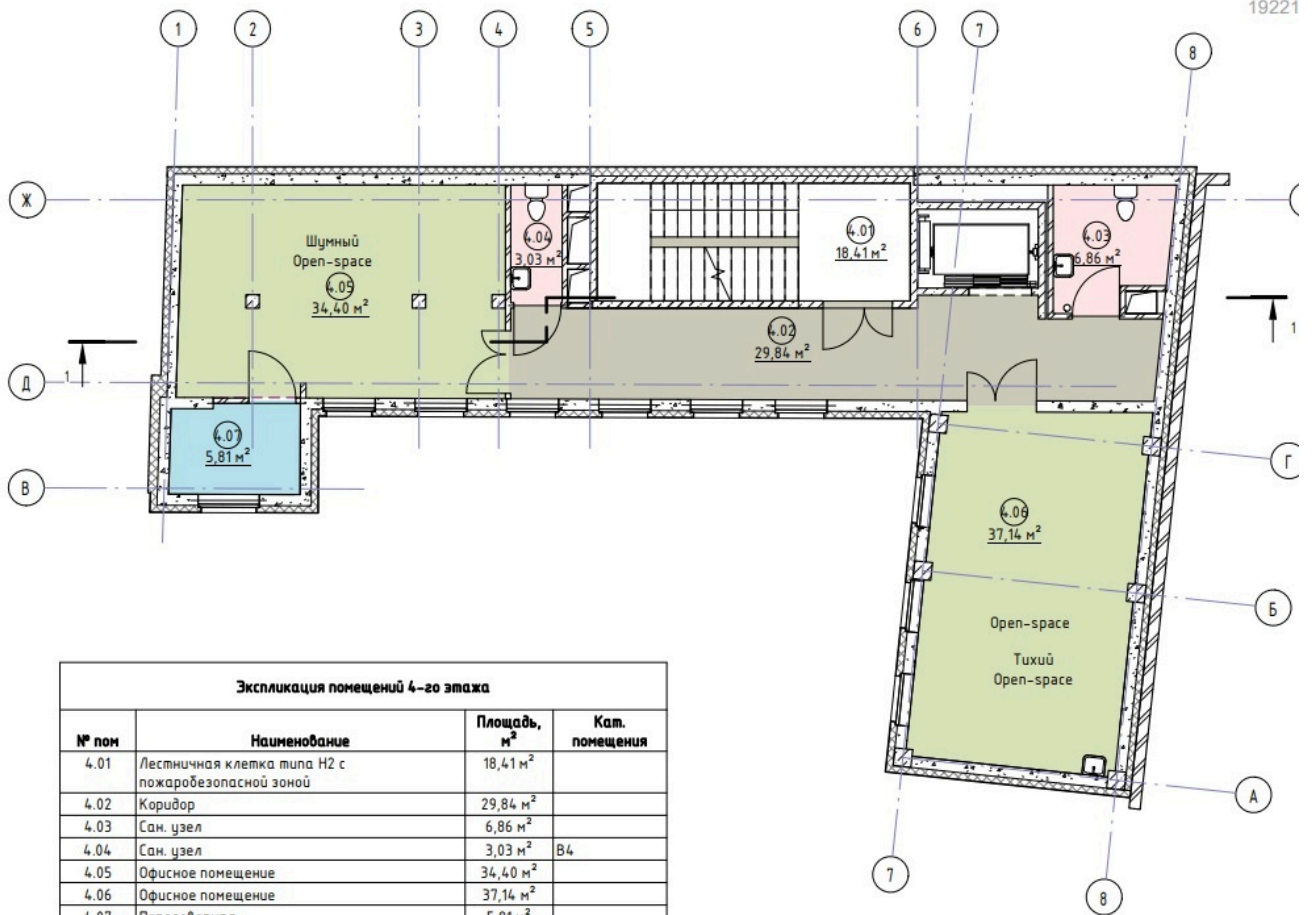 19221
1 2 3 4 5 6 7 8
Ж
Шумный
Open-space
4.05
34,40 м²
4.04
3,03 м²
4.01
18,41 м²
4.03
6,86 м²
4.02
29,84 м²
1 1
Д
4.07
5,81 м²
В
Г
4.06
37,14 м²
Б
Open-space
Тихий
Open-space
А
7
8
Экспликация помещений 4-го этажа
№ пом Наименование Площадь, м² Кат. помещения
4.01 Лестничная клетка типа Н2 с 18,41 м²
пожаробезопасной зоной
4.02 Коридор 29,84 м²
4.03 Сан. узел 6,86 м²
4.04 Сан. узел 3,03 м² В4
4.05 Офисное помещение 34,40 м²
4.06 Офисное помещение 37,14 м²
4.07 5,81 м²